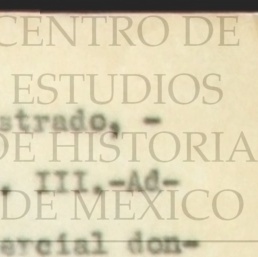 CENTRO DE
ESTUDIOS
strado, -
DE HISTORIA
. III.-Ad-
DE MEXICO
ercial don-